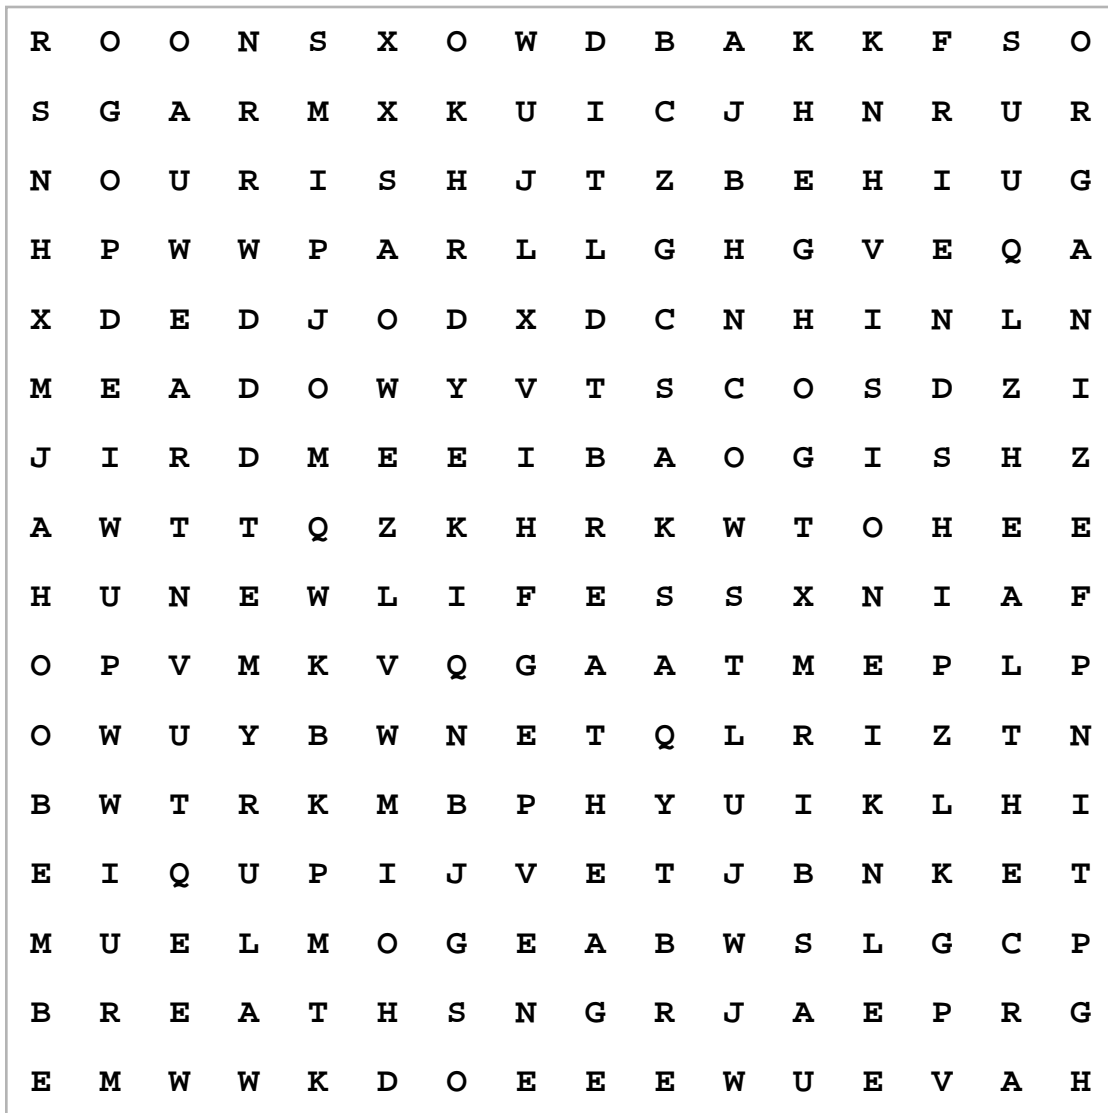 R O O N S X O W D B A K K F S O
S G A R M X K U I C J H N R U R
N O U R I S H J T Z B E H I U G
H P W W P A R L L G H G V E Q A
X D E D J O D X D C N H I N L N
M E A D O W Y V T S C O S D Z I
J I R D M E E I B A O G I S H Z
A W T T Q Z K H R K W T O H E E
H U N E W L I F E S S X N I A F
O P V M K V Q G A A T M E P L P
O W U Y B W N E T Q L R I Z T N
B W T R K M B P H Y U I K L H I
E I Q U P I J V E T J B N K E T
M U E L M O G E A B W S L G C P
B R E A T H S N G R J A E P R G
E M W W K D O E E E W U E V A H